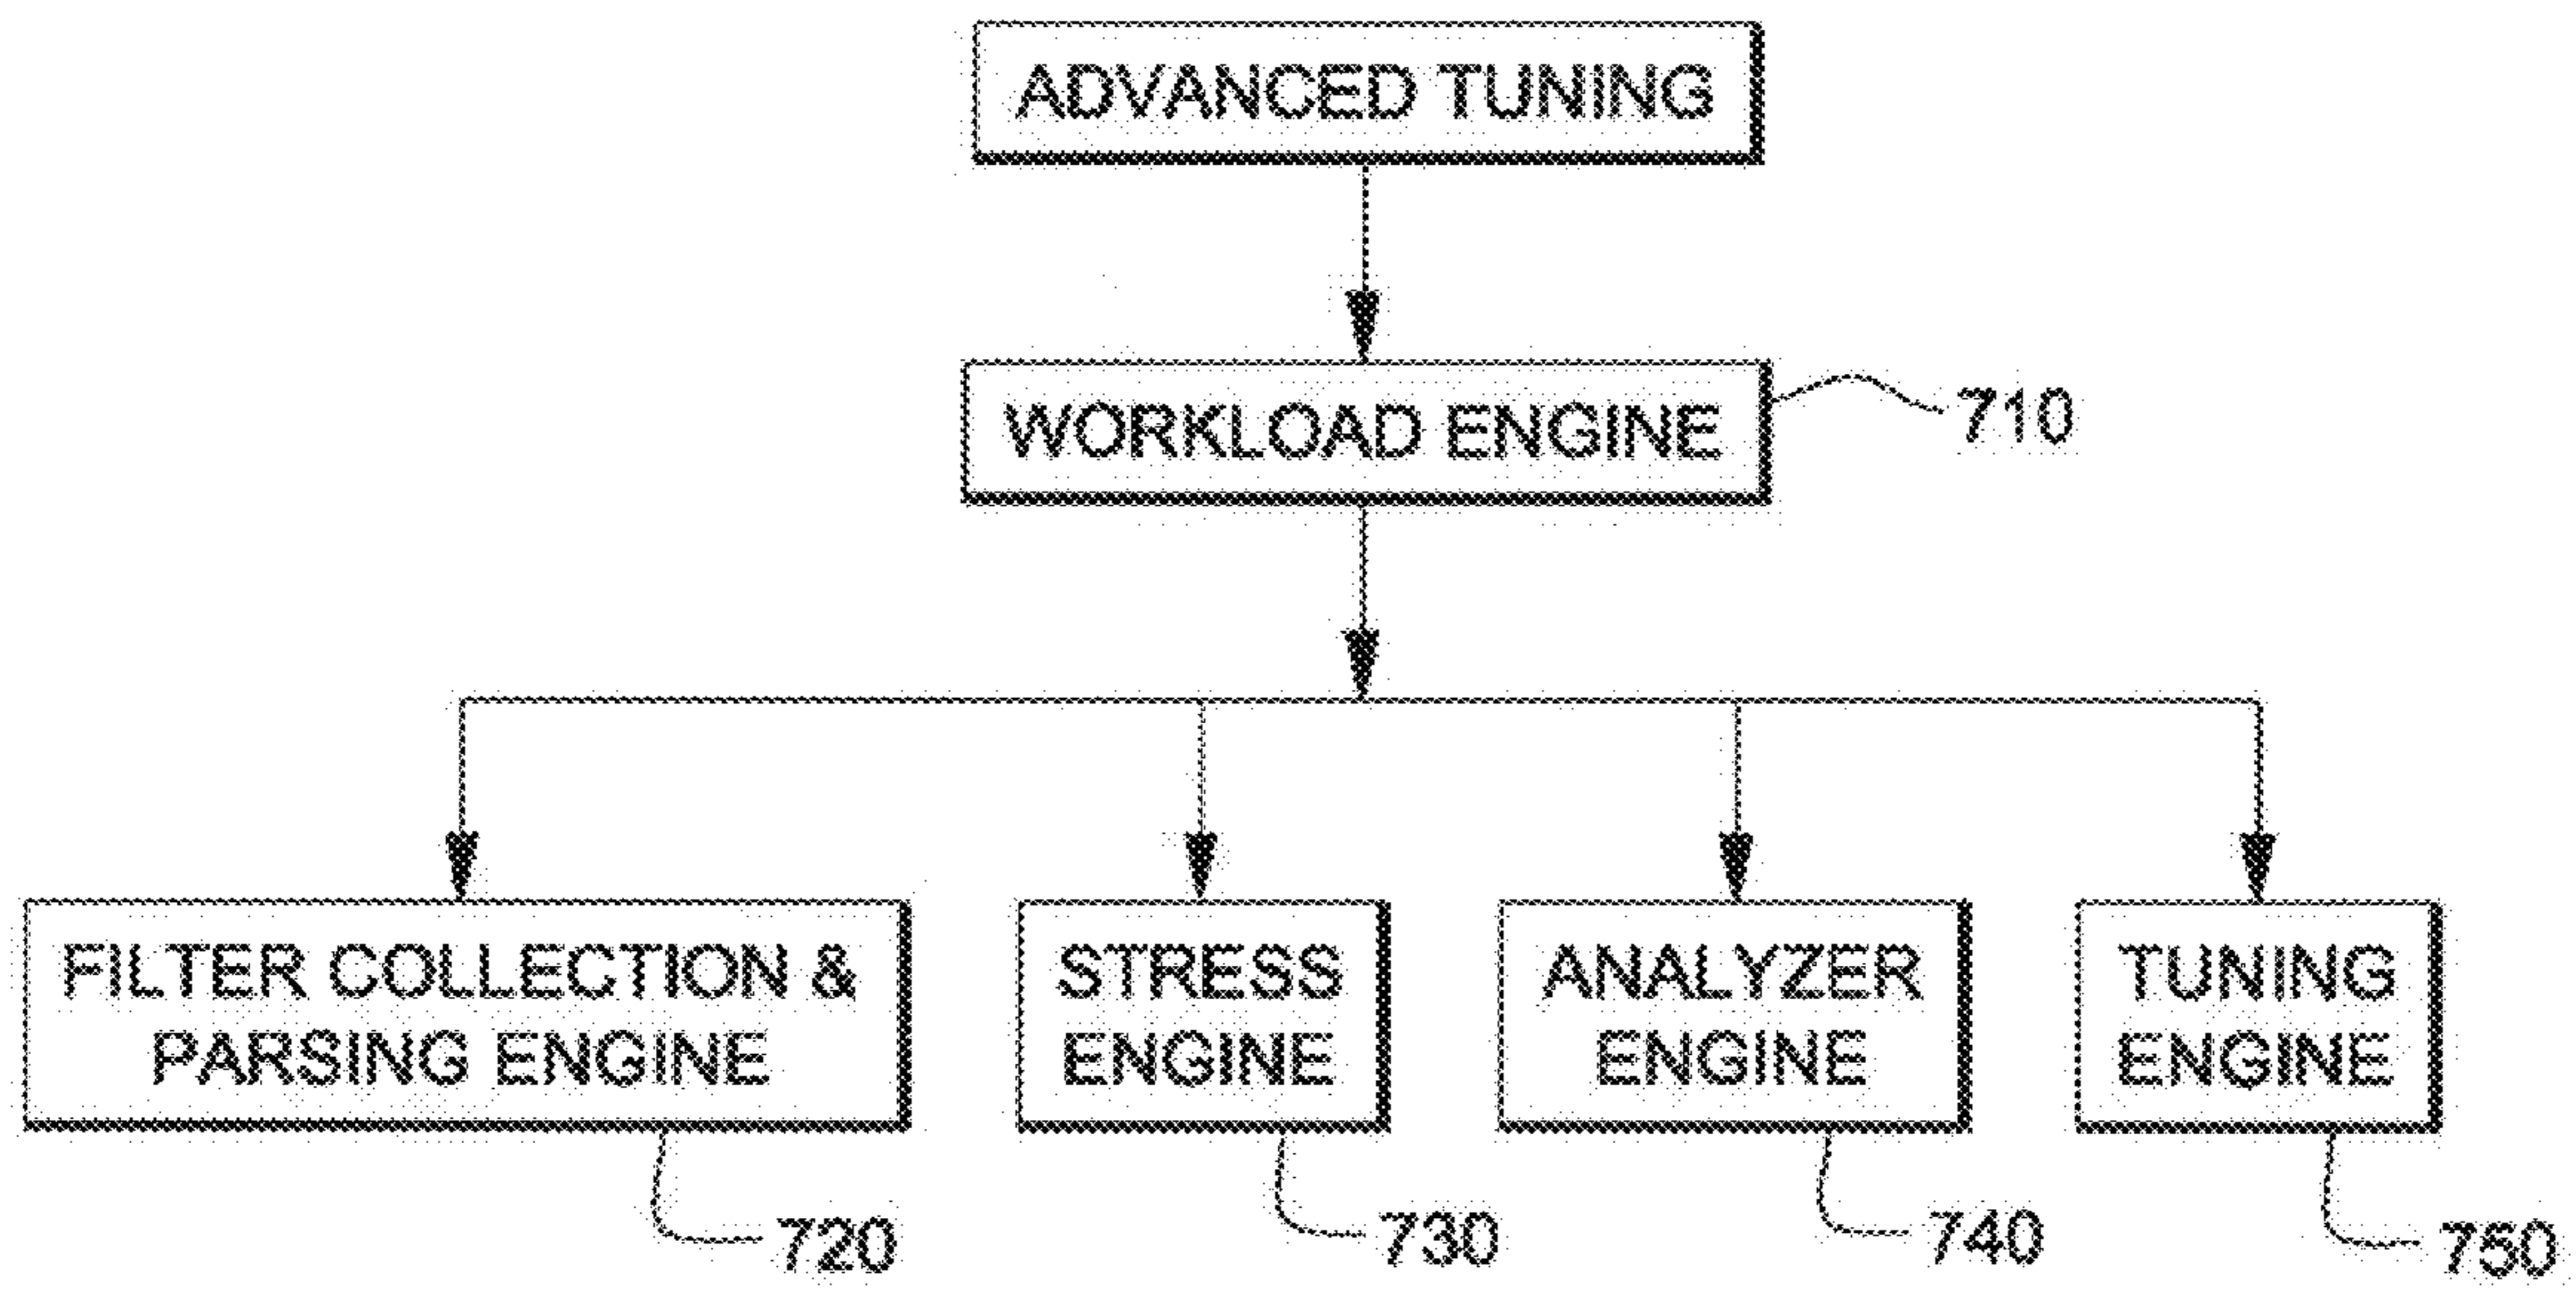 ADVANCED TUNING
WORKLOAD ENGINE
710
FILTER COLLECTION &
PARSING ENGINE
STRESS
ENGINE
ANALYZER
ENGINE
TUNING
ENGINE
720
730
740
750